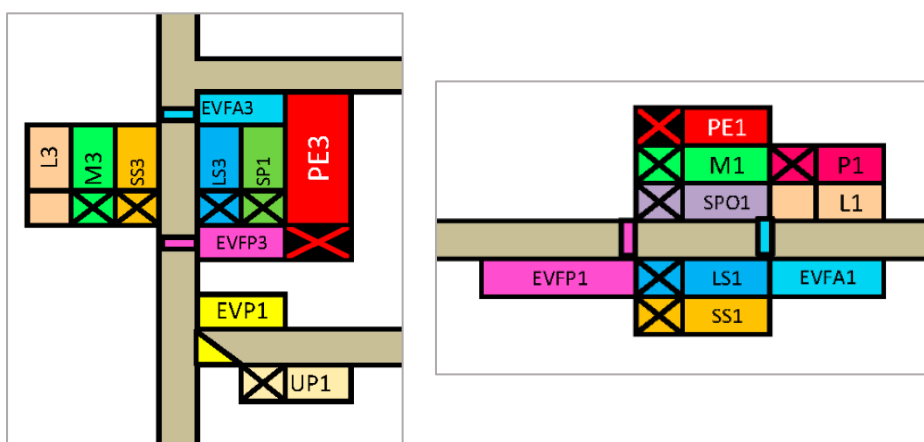 EVFA3
L3
M3
SS3
LS3
SP1
PE3
EVFP3
EVP1
UP1
PE1
M1
P1
SPO1
L1
EVFP1
LS1
EVFA1
SS1